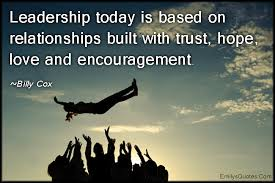 Leadership today is based on
relationships built with trust, hope,
love and encouragement.
~Billy Cox
EmilysQuotes.Com